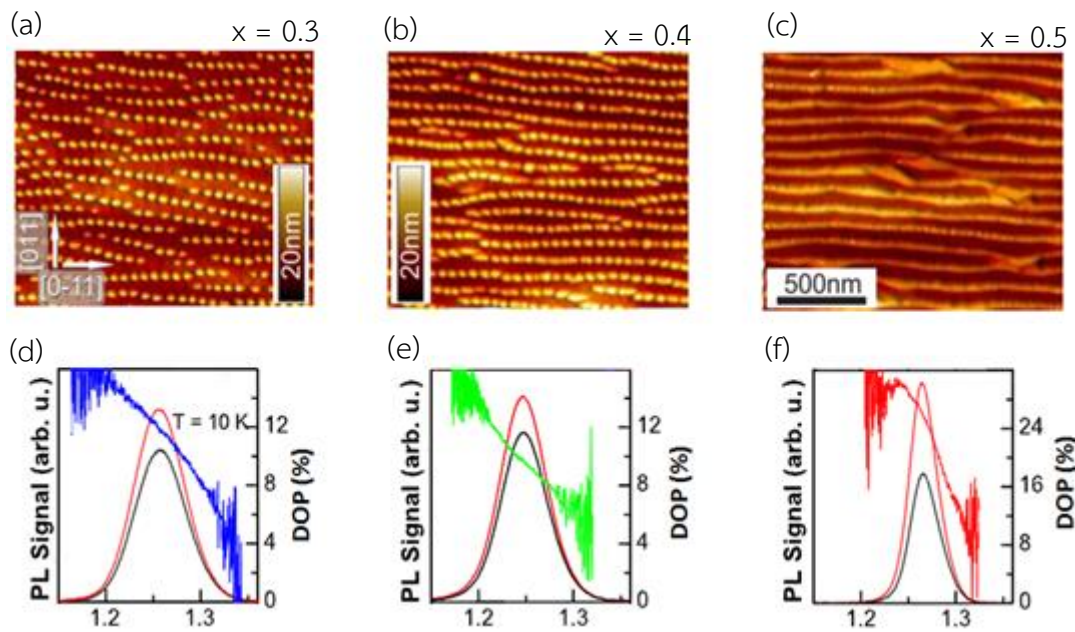 (a)
x = 0.3
(b)
x = 0.4
(c)
x = 0.5
[011]
[0-11]
20nm
20nm
500nm
(d)
PL Signal (arb. u.)
T = 10 K
12
8
4
0
DOP (%)
1.2
1.3
(e)
PL Signal (arb. u.)
12
8
4
0
DOP (%)
1.2
1.3
(f)
PL Signal (arb. u.)
24
16
8
0
DOP (%)
1.2
1.3